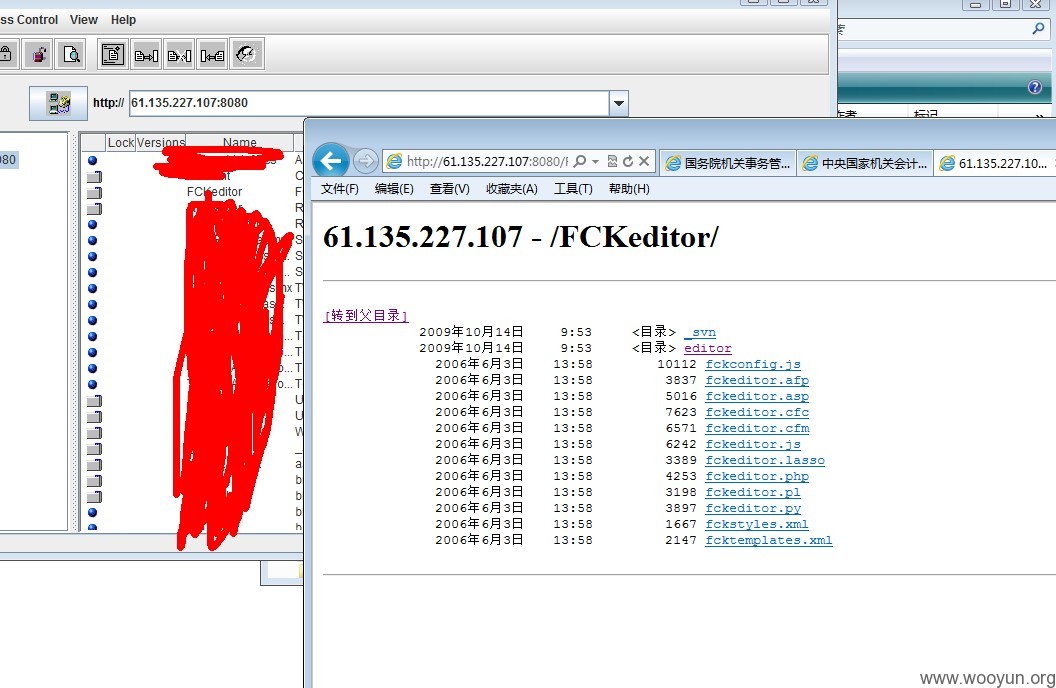 ss Control View Help
http:// 61.135.227.107:8080
080
Lock Versions Name
FCKeditor F
http://61.135.227.107:8080/F
国务院机关事务管...
中央国家机关会计...
61.135.227.10...
文件(F) 编辑(E) 查看(V) 收藏夹(A) 工具(T) 帮助(H)
61.135.227.107 - /FCKeditor/
[转到父目录]
2009年10月14日 9:53 <目录> _svn
2009年10月14日 9:53 <目录> editor
2006年6月3日 13:58 10112 fckconfig.js
2006年6月3日 13:58 3837 fckeditor.afp
2006年6月3日 13:58 5016 fckeditor.asp
2006年6月3日 13:58 7623 fckeditor.cfc
2006年6月3日 13:58 6571 fckeditor.cfm
2006年6月3日 13:58 6242 fckeditor.js
2006年6月3日 13:58 3389 fckeditor.lasso
2006年6月3日 13:58 4253 fckeditor.php
2006年6月3日 13:58 3198 fckeditor.pl
2006年6月3日 13:58 3897 fckeditor.py
2006年6月3日 13:58 1667 fckstyles.xml
2006年6月3日 13:58 2147 fcktemplates.xml
www.wooyun.org